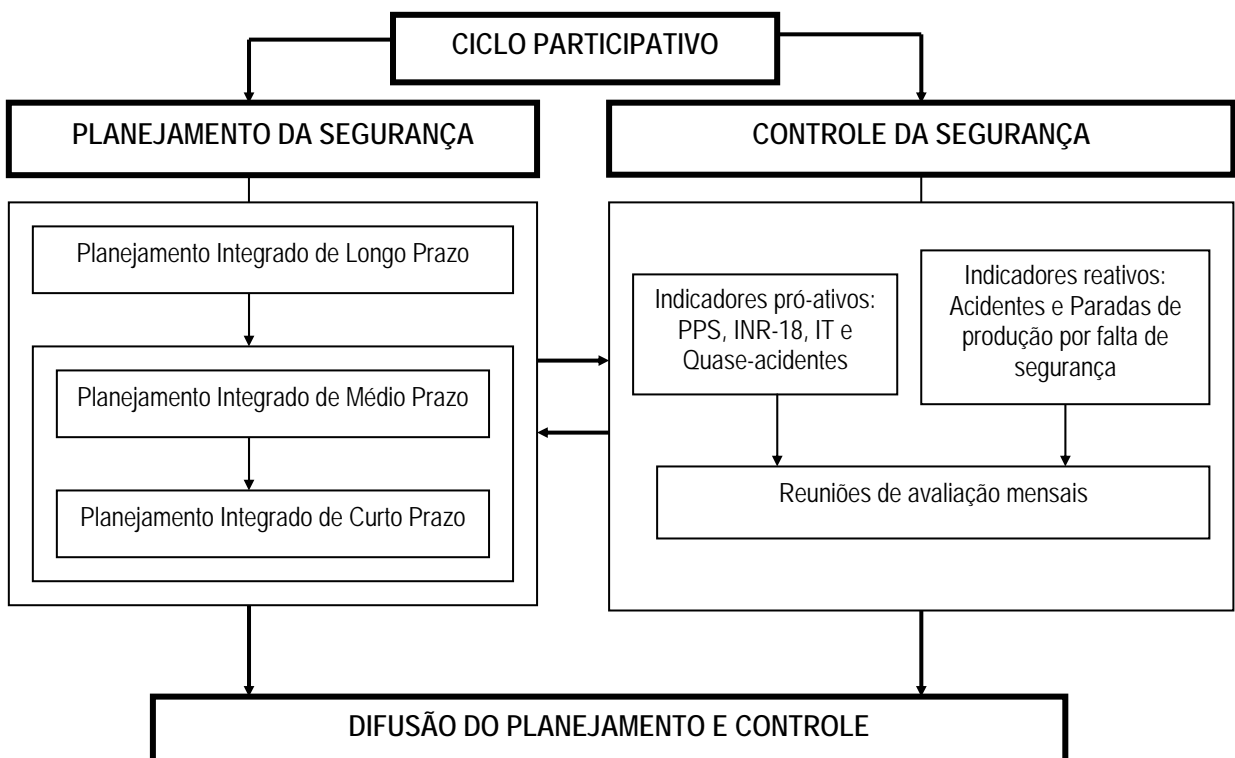 CICLO PARTICIPATIVO
PLANEJAMENTO DA SEGURANÇA
CONTROLE DA SEGURANÇA
Planejamento Integrado de Longo Prazo
Planejamento Integrado de Médio Prazo
Planejamento Integrado de Curto Prazo
Indicadores pró-ativos:
PPS, INR-18, IT e
Quase-acidentes
Indicadores reativos:
Acidentes e Paradas de
produção por falta de
segurança
Reuniões de avaliação mensais
DIFUSÃO DO PLANEJAMENTO E CONTROLE